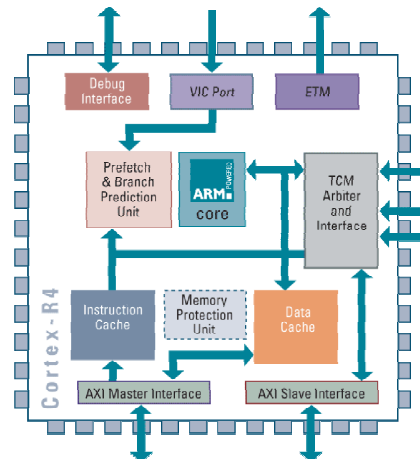 Debug
Interface
VIC Port
ETM
Prefetch
& Branch
Prediction
Unit
ARM
POWERED
core
TCM
Arbiter
and
Interface
Instruction
Cache
Memory
Protection
Unit
Data
Cache
AXI Master Interface
AXI Slave Interface
Cortex-R4